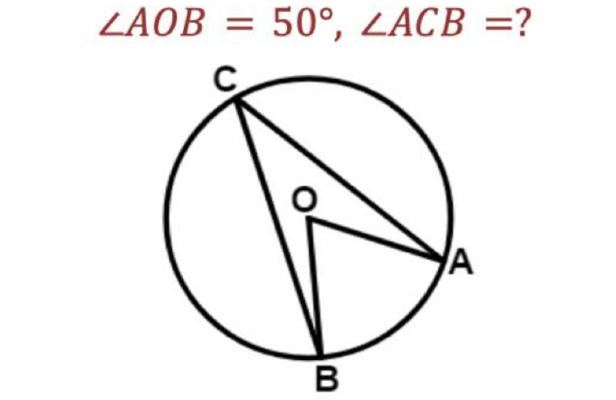 ∠AOB = 50°, ∠ACB =?
C
O
A
B